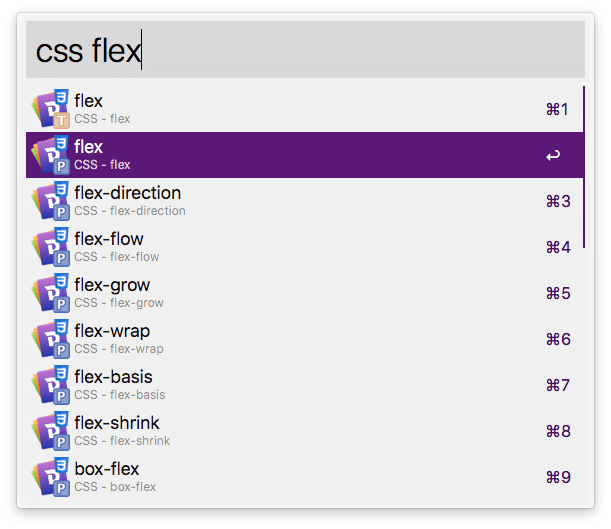 css flex
flex
CSS - flex
⌘1
T
flex
CSS - flex
↩
P
flex-direction
CSS - flex-direction
⌘3
P
flex-flow
CSS - flex-flow
⌘4
P
flex-grow
CSS - flex-grow
⌘5
P
flex-wrap
CSS - flex-wrap
⌘6
P
flex-basis
CSS - flex-basis
⌘7
P
flex-shrink
CSS - flex-shrink
⌘8
P
box-flex
CSS - box-flex
⌘9
P